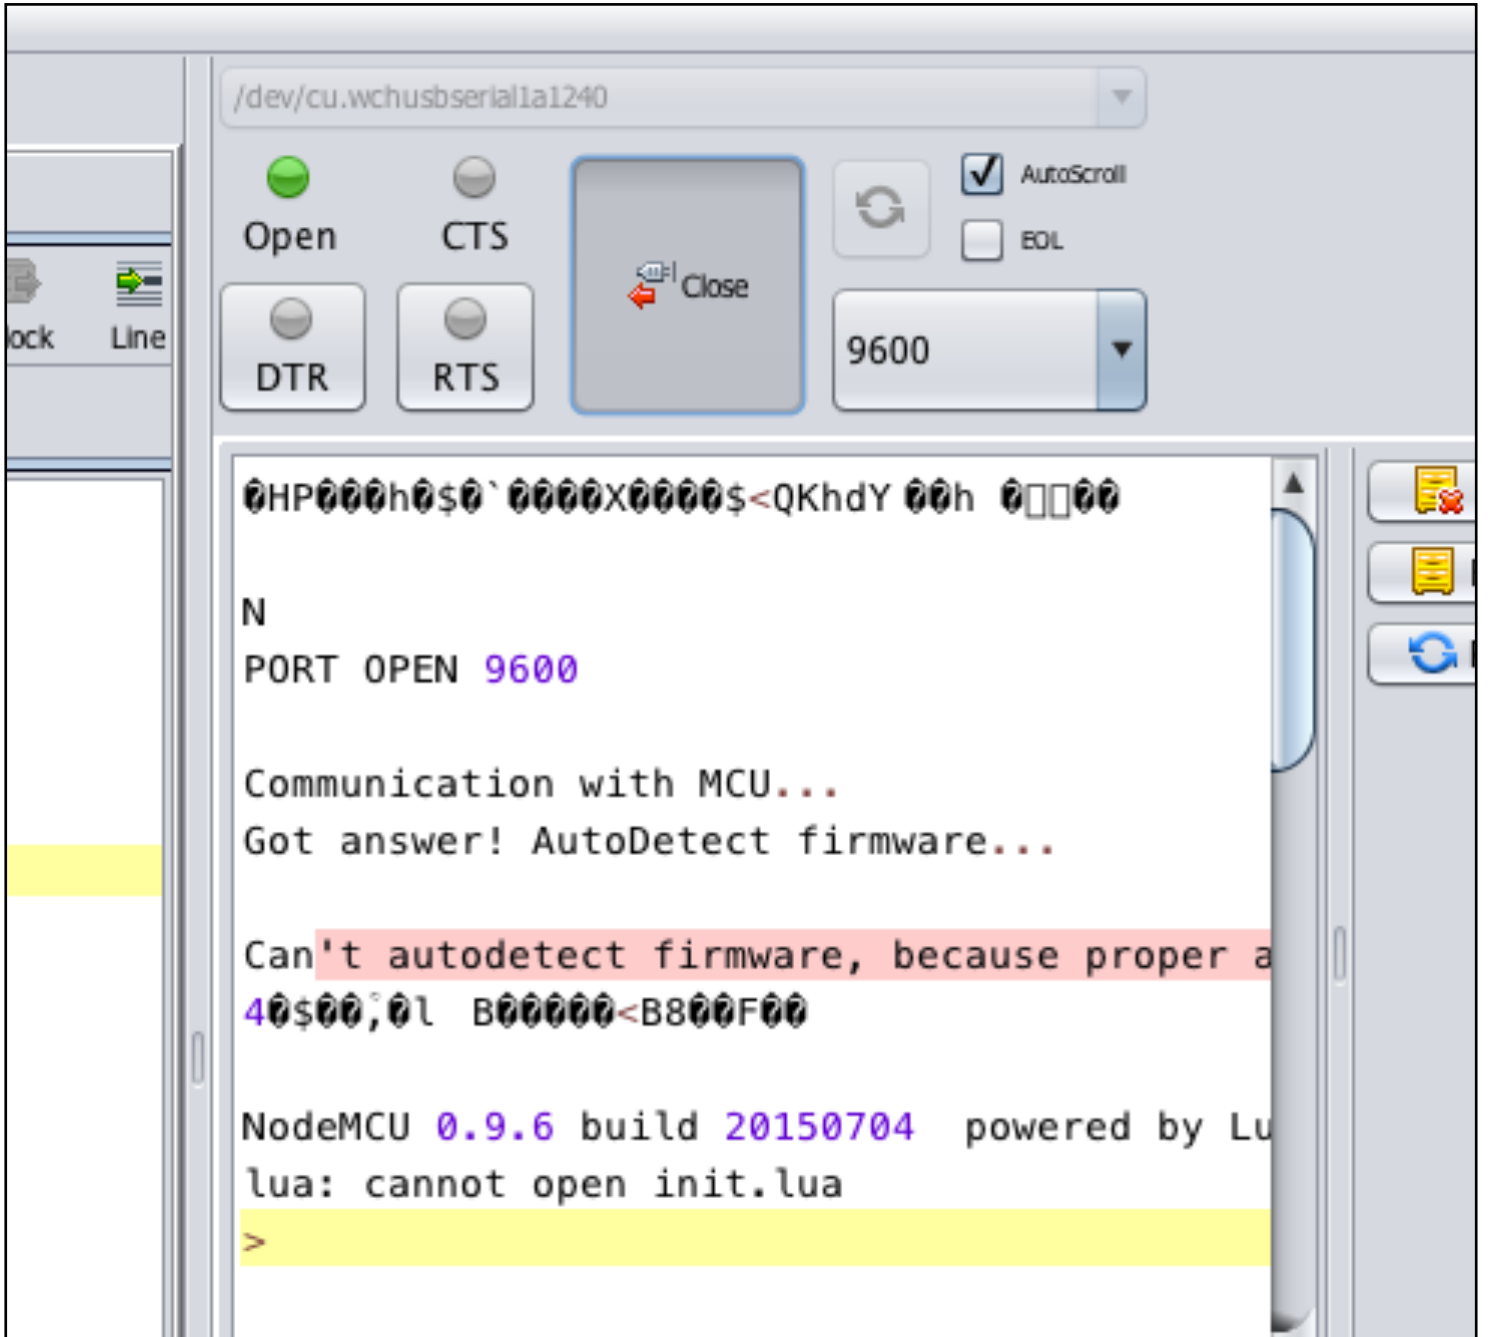 /dev/cu.wchusbserial1a1240
Open
CTS
AutoScroll
EOL
Close
Line
DTR
RTS
9600
�HP���h�$�`����X����$<QKhdY ��h �▯▯��
N
PORT OPEN 9600
Communication with MCU...
Got answer! AutoDetect firmware...
Can't autodetect firmware, because proper a
NodeMCU 0.9.6 build 20150704 powered by Lu
lua: cannot open init.lua
>